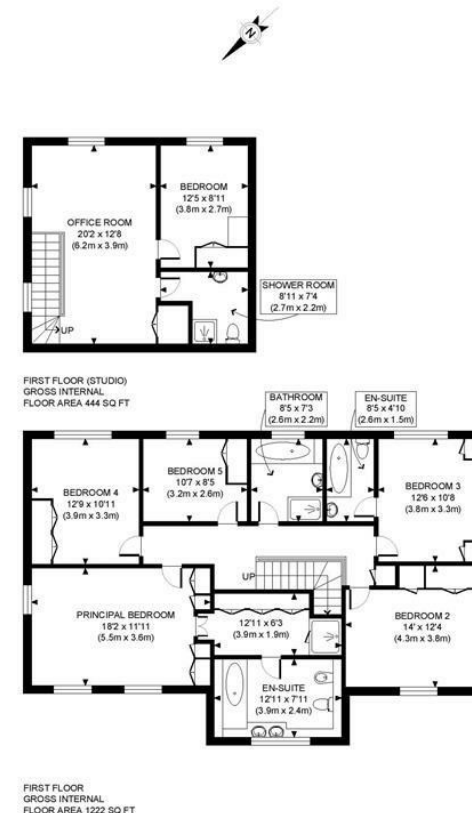 N
BEDROOM
12'5 x 8'11
(3.8m x 2.7m)
OFFICE ROOM
20'2 x 12'8
(6.2m x 3.9m)
SHOWER ROOM
8'11 x 7'4
(2.7m x 2.2m)
UP
FIRST FLOOR (STUDIO)
GROSS INTERNAL
FLOOR AREA 444 SQ FT
BATHROOM
8'5 x 7'3
(2.6m x 2.2m)
EN-SUITE
8'5 x 4'10
(2.6m x 1.5m)
BEDROOM 4
12'9 x 10'11
(3.9m x 3.3m)
BEDROOM 5
10'7 x 8'5
(3.2m x 2.6m)
BEDROOM 3
12'6 x 10'8
(3.8m x 3.3m)
UP
PRINCIPAL BEDROOM
18'2 x 11'11
(5.5m x 3.6m)
12'11 x 6'3
(3.9m x 1.9m)
BEDROOM 2
14' x 12'4
(4.3m x 3.8m)
EN-SUITE
12'11 x 7'11
(3.9m x 2.4m)
FIRST FLOOR
GROSS INTERNAL
FLOOR AREA 1222 SQ FT